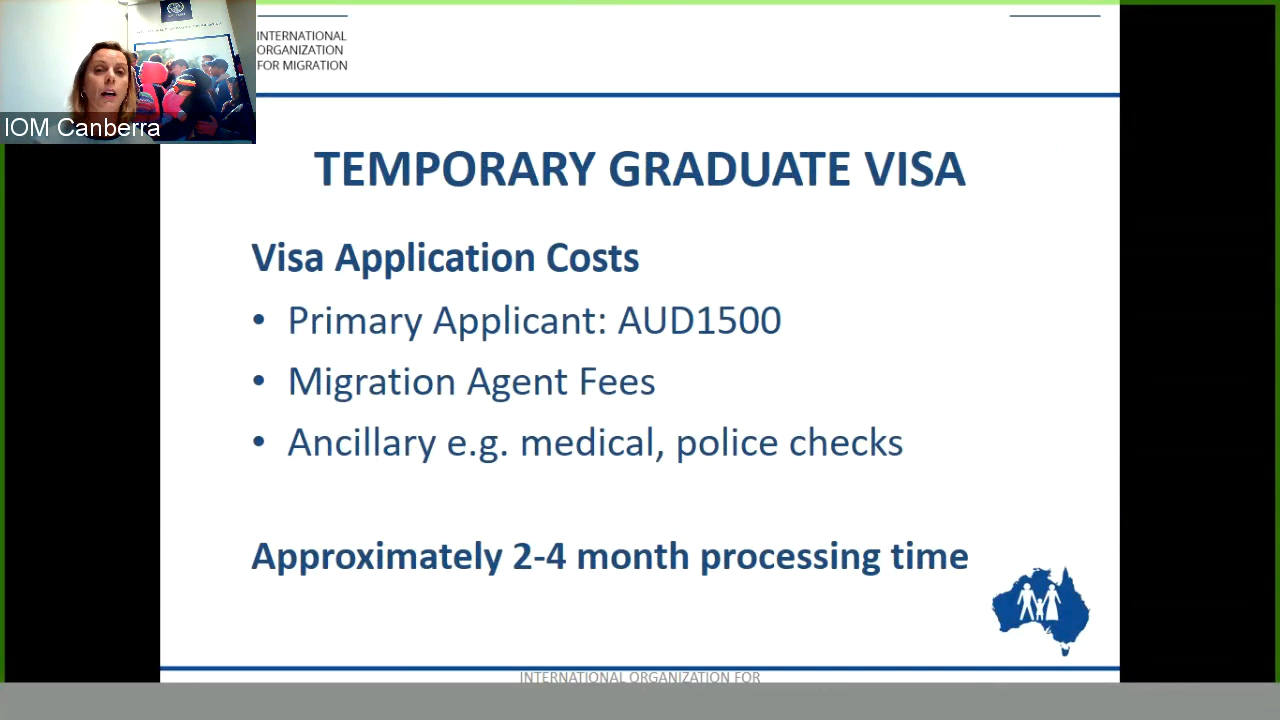 INTERNATIONAL
ORGANIZATION
FOR MIGRATION
IOM Canberra
TEMPORARY GRADUATE VISA
Visa Application Costs
• Primary Applicant: AUD1500
• Migration Agent Fees
• Ancillary e.g. medical, police checks
Approximately 2-4 month processing time
INTERNATIONAL ORGANIZATION FOR